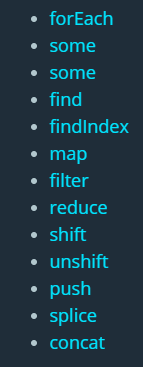 forEach
some
some
find
findIndex
map
filter
reduce
shift
unshift
push
splice
concat